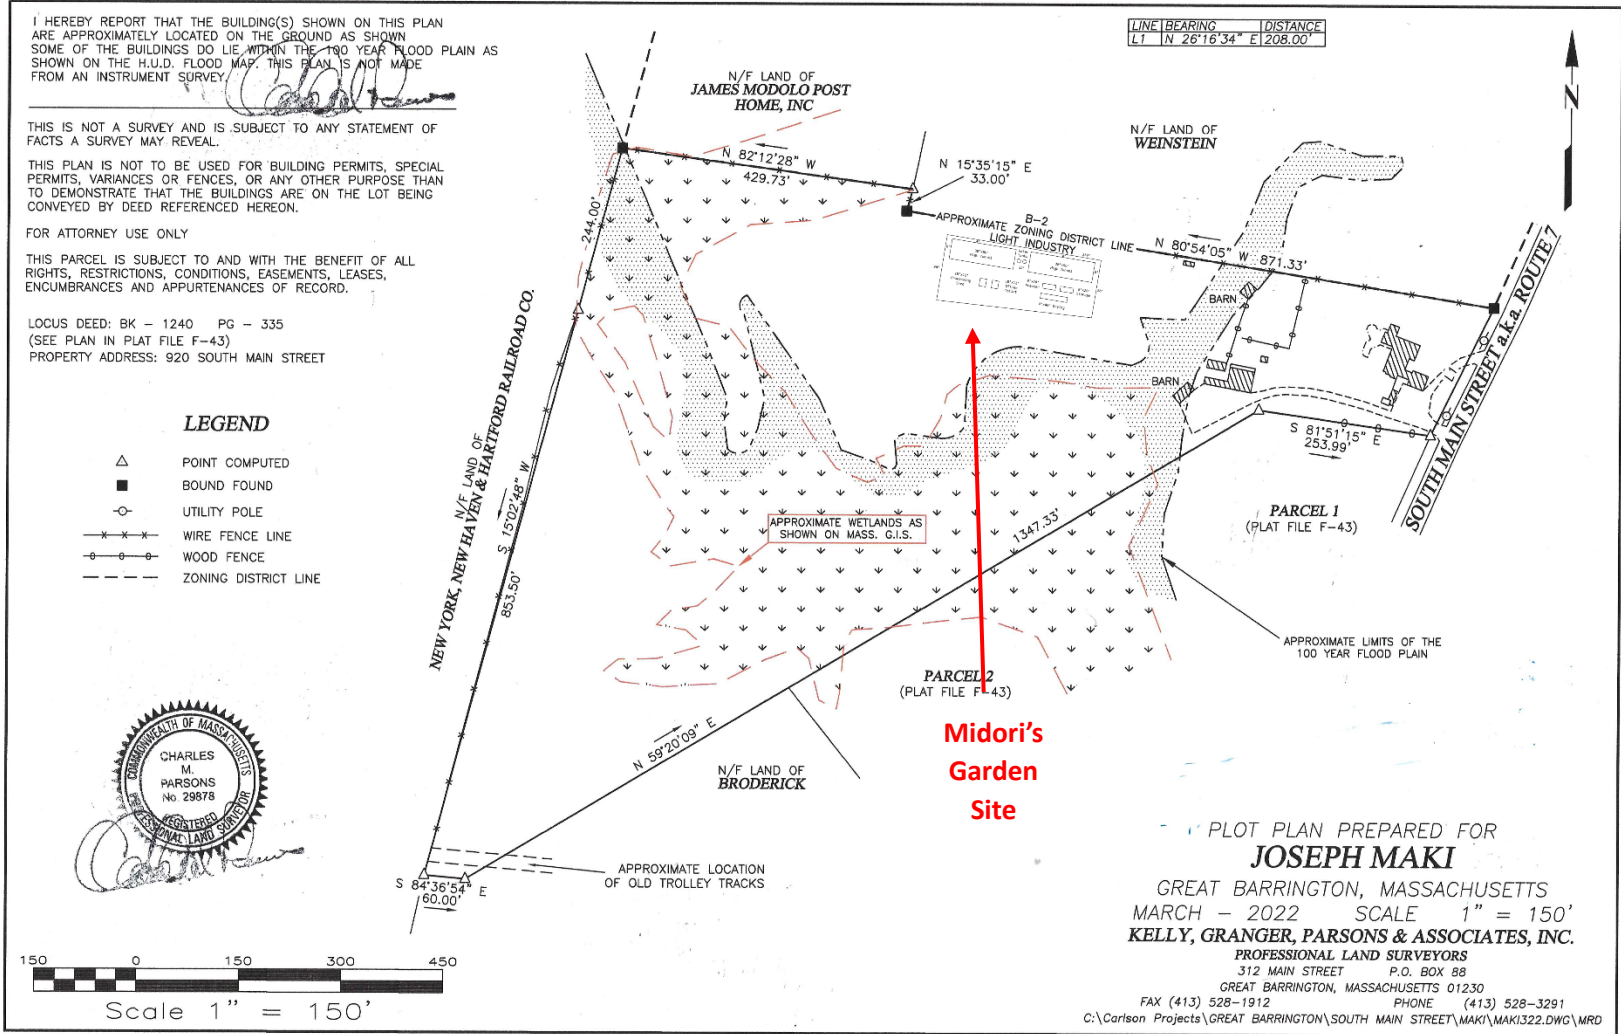 I HEREBY REPORT THAT THE BUILDING(S) SHOWN ON THIS PLAN
ARE APPROXIMATELY LOCATED ON THE GROUND AS SHOWN
SOME OF THE BUILDINGS DO LIE WITHIN THE 100 YEAR FLOOD PLAIN AS
SHOWN ON THE H.U.D. FLOOD MAP. THIS PLAN IS NOT MADE
FROM AN INSTRUMENT SURVEY.
THIS IS NOT A SURVEY AND IS SUBJECT TO ANY STATEMENT OF
FACTS A SURVEY MAY REVEAL.
THIS PLAN IS NOT TO BE USED FOR BUILDING PERMITS, SPECIAL
PERMITS, VARIANCES OR FENCES, OR ANY OTHER PURPOSE THAN
TO DEMONSTRATE THAT THE BUILDINGS ARE ON THE LOT BEING
CONVEYED BY DEED REFERENCED HEREON.
FOR ATTORNEY USE ONLY
THIS PARCEL IS SUBJECT TO AND WITH THE BENEFIT OF ALL
RIGHTS, RESTRICTIONS, CONDITIONS, EASEMENTS, LEASES,
ENCUMBRANCES AND APPURTENANCES OF RECORD.
LOCUS DEED: BK – 1240 PG – 335
(SEE PLAN IN PLAT FILE F-43)
PROPERTY ADDRESS: 920 SOUTH MAIN STREET
LEGEND
POINT COMPUTED
BOUND FOUND
UTILITY POLE
WIRE FENCE LINE
WOOD FENCE
ZONING DISTRICT LINE
LINE BEARING DISTANCE
L1 N 26°16'34" E 208.00'
N
N/F LAND OF
JAMES MODOLO POST
HOME, INC
N/F LAND OF
WEINSTEIN
N 82°12'28" W
429.73'
N 15°35'15" E
33.00'
B-2
APPROXIMATE ZONING DISTRICT LINE
LIGHT INDUSTRY
N 80°54'05" W 871.33'
244.00'
BARN
BARN
L1
SOUTH MAIN STREET a.k.a. ROUTE 7
S 81°51'15" E
253.99'
PARCEL 1
(PLAT FILE F-43)
N/F LAND OF
NEW YORK, NEW HAVEN & HARTFORD RAILROAD CO.
S 15°02'48" W
853.50'
APPROXIMATE WETLANDS AS
SHOWN ON MASS. G.I.S.
1347.33'
N 59°20'09" E
APPROXIMATE LIMITS OF THE
100 YEAR FLOOD PLAIN
PARCEL 2
(PLAT FILE F-43)
Midori's
Garden
Site
N/F LAND OF
BRODERICK
APPROXIMATE LOCATION
OF OLD TROLLEY TRACKS
S 84°36'54" E
60.00'
COMMONWEALTH OF MASSACHUSETTS
CHARLES
M.
PARSONS
No. 29878
REGISTERED
PROFESSIONAL LAND SURVEYOR
150 0 150 300 450
Scale 1" = 150'
PLOT PLAN PREPARED FOR
JOSEPH MAKI
GREAT BARRINGTON, MASSACHUSETTS
MARCH – 2022 SCALE 1" = 150'
KELLY, GRANGER, PARSONS & ASSOCIATES, INC.
PROFESSIONAL LAND SURVEYORS
312 MAIN STREET P.O. BOX 88
GREAT BARRINGTON, MASSACHUSETTS 01230
FAX (413) 528-1912 PHONE (413) 528-3291
C:\Carlson Projects\GREAT BARRINGTON\SOUTH MAIN STREET\MAKI\MAKI322.DWG\MRD